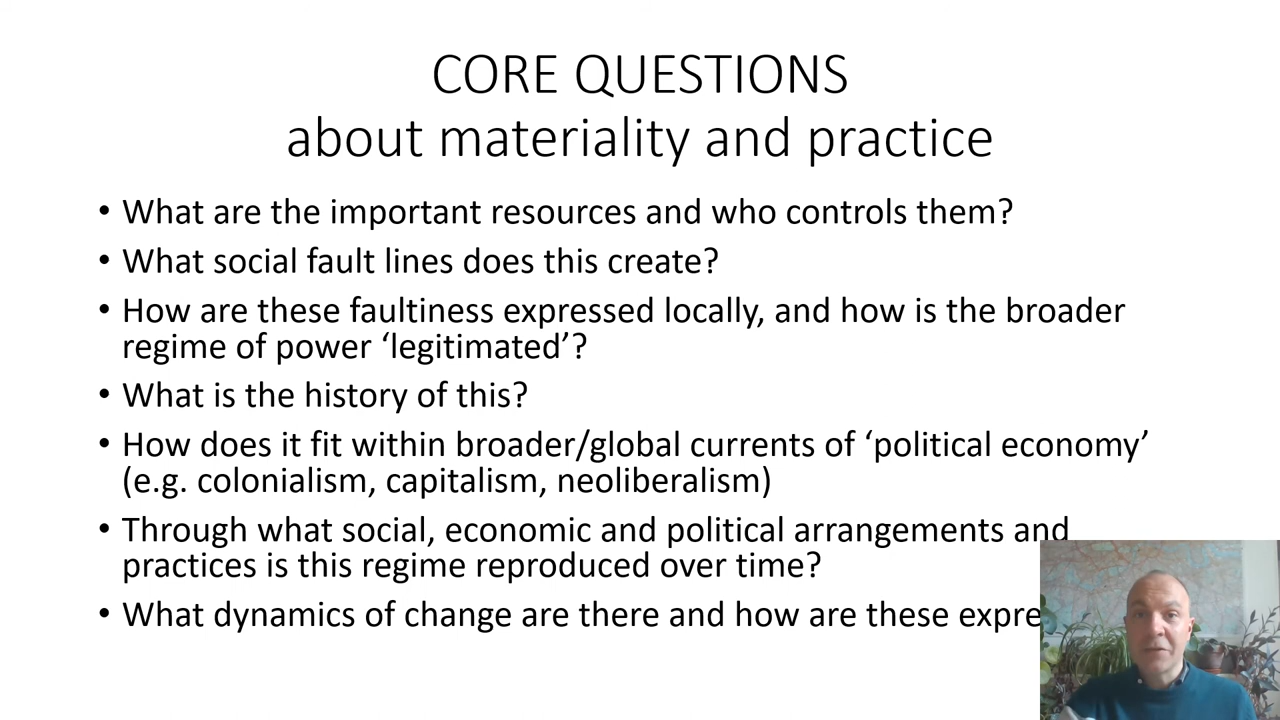 CORE QUESTIONS
about materiality and practice
• What are the important resources and who controls them?
• What social fault lines does this create?
• How are these faultiness expressed locally, and how is the broader
regime of power ‘legitimated’?
• What is the history of this?
• How does it fit within broader/global currents of ‘political economy’
(e.g. colonialism, capitalism, neoliberalism)
• Through what social, economic and political arrangements and
practices is this regime reproduced over time?
• What dynamics of change are there and how are these